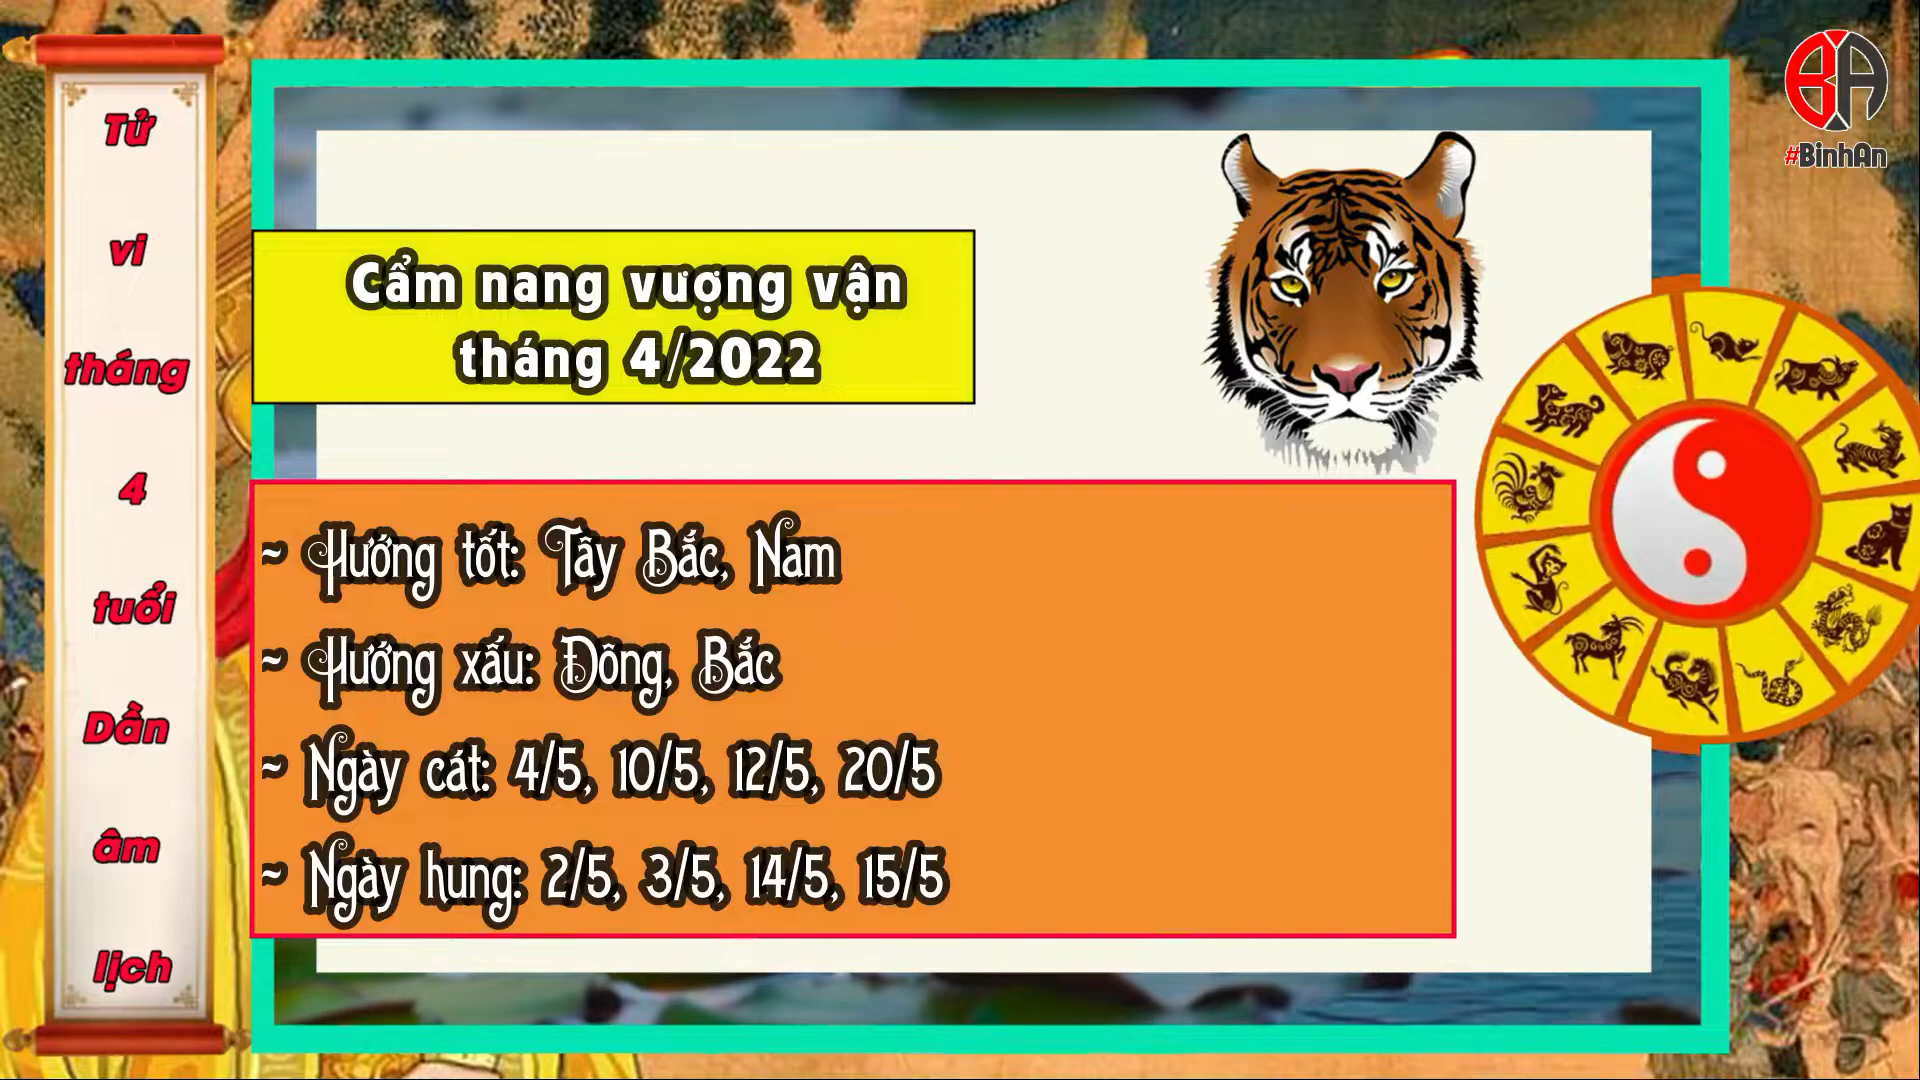 Tử
vi
tháng
4
tuổi
Dần
âm
lịch
BA
#BinhAn
Cẩm nang vượng vận
tháng 4/2022
~ Hướng tốt: Tây Bắc, Nam
~ Hướng xấu: Đông, Bắc
~ Ngày cát: 4/5, 10/5, 12/5, 20/5
~ Ngày hung: 2/5, 3/5, 14/5, 15/5